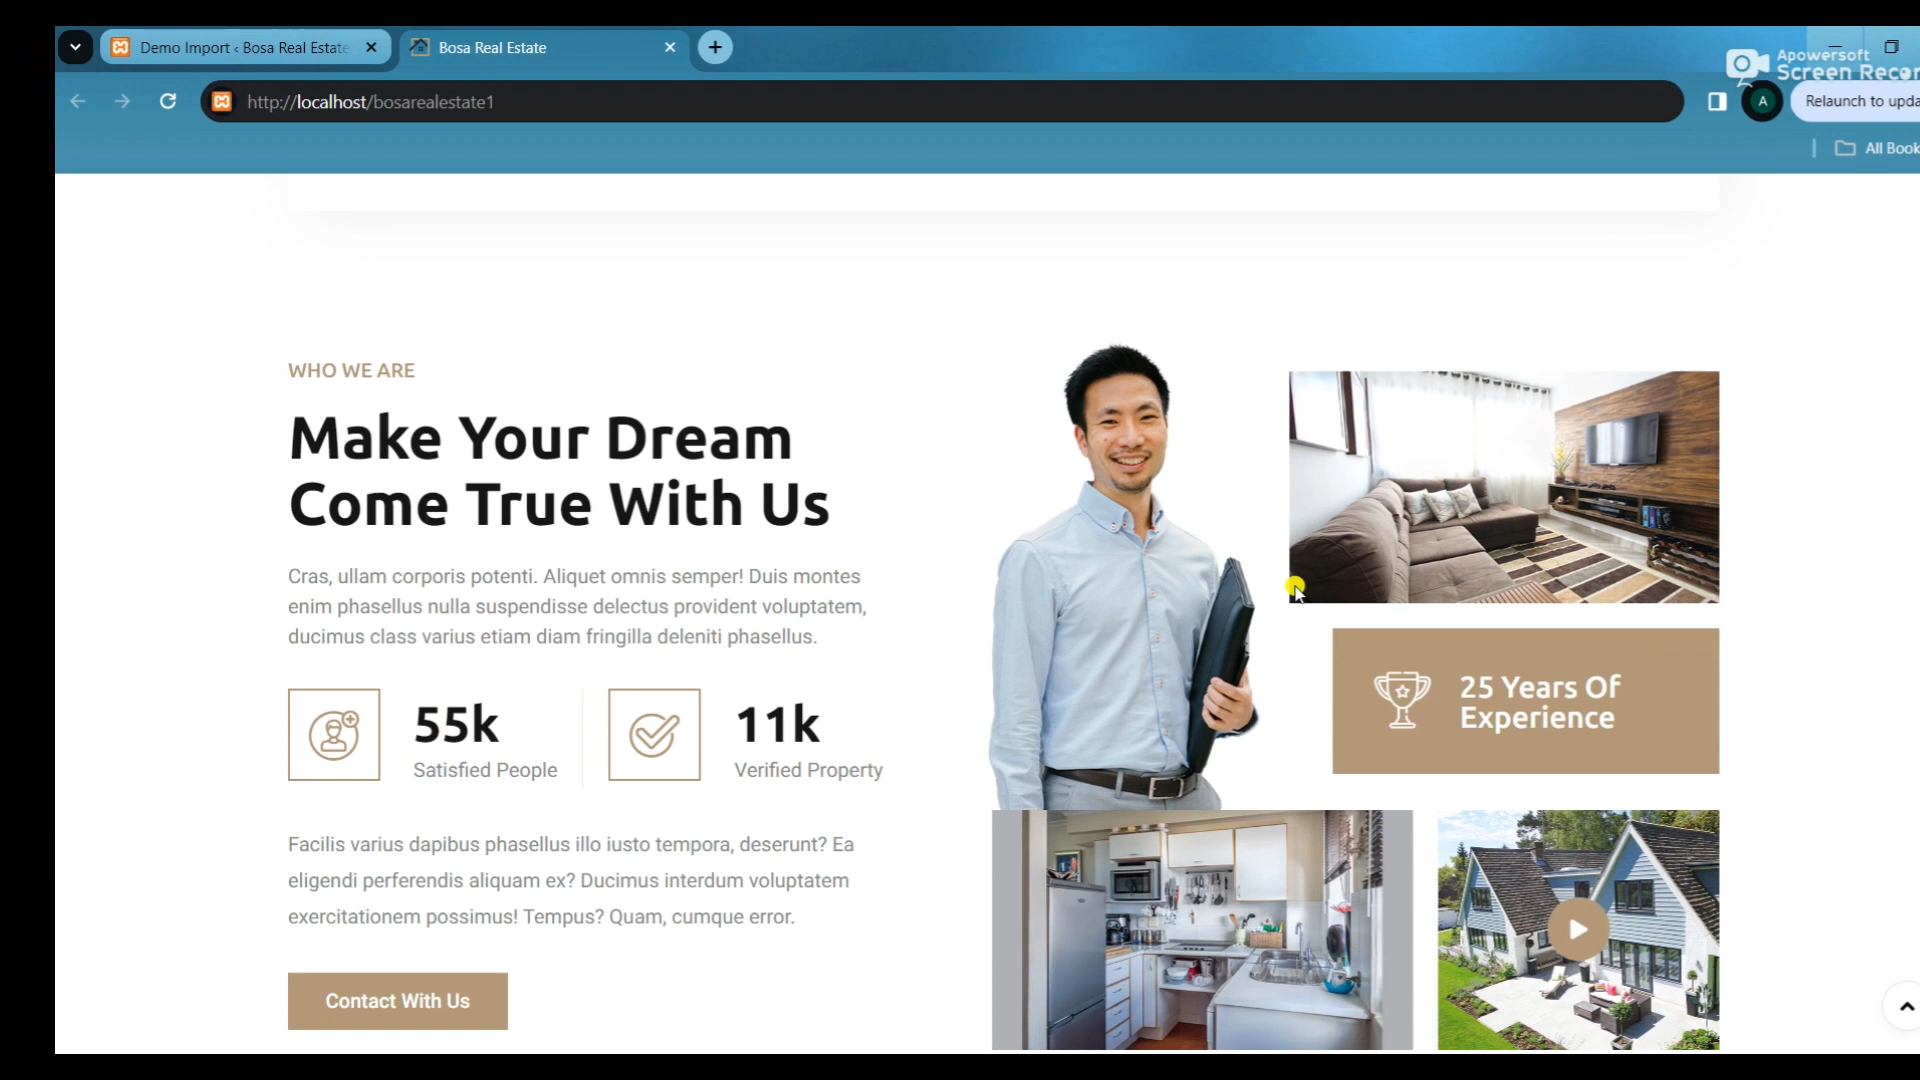 Demo Import ‹ Bosa Real Estate
Bosa Real Estate
Apowersoft
Screen Recor
http://localhost/bosarealestate1
A
Relaunch to upda
All Book
WHO WE ARE
Make Your Dream
Come True With Us
Cras, ullam corporis potenti. Aliquet omnis semper! Duis montes
enim phasellus nulla suspendisse delectus provident voluptatem,
ducimus class varius etiam diam fringilla deleniti phasellus.
55k
Satisfied People
11k
Verified Property
25 Years Of
Experience
Facilis varius dapibus phasellus illo iusto tempora, deserunt? Ea
eligendi perferendis aliquam ex? Ducimus interdum voluptatem
exercitationem possimus! Tempus? Quam, cumque error.
Contact With Us